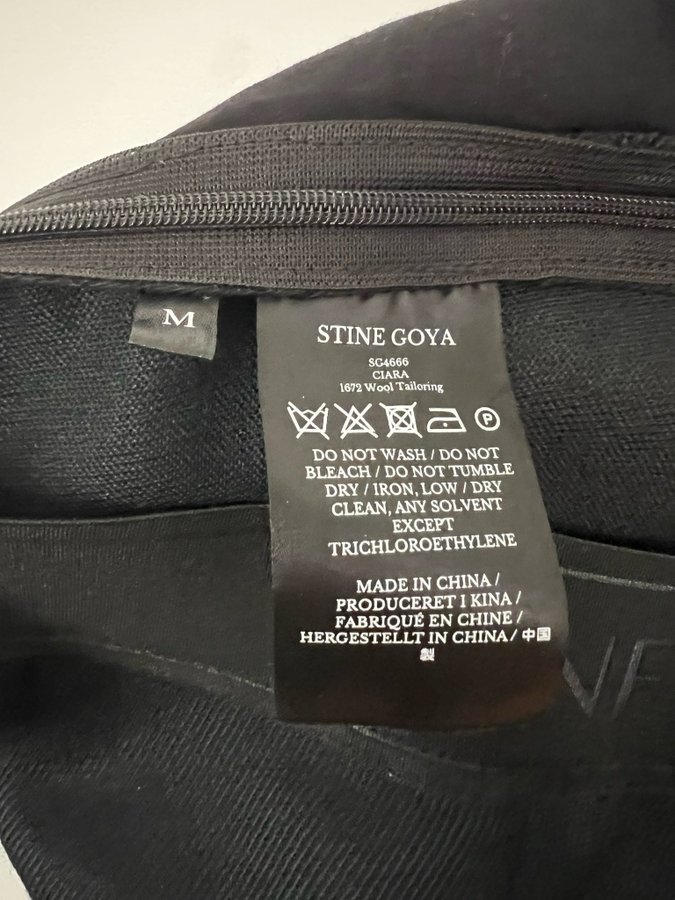 M
STINE GOYA
SG4666
CIARA
1672 Wool Tailoring
P
DO NOT WASH / DO NOT
BLEACH / DO NOT TUMBLE
DRY / IRON, LOW / DRY
CLEAN, ANY SOLVENT
EXCEPT
TRICHLOROETHYLENE
MADE IN CHINA /
PRODUCERET I KINA /
FABRIQUÉ EN CHINE /
HERGESTELLT IN CHINA / 中国
製